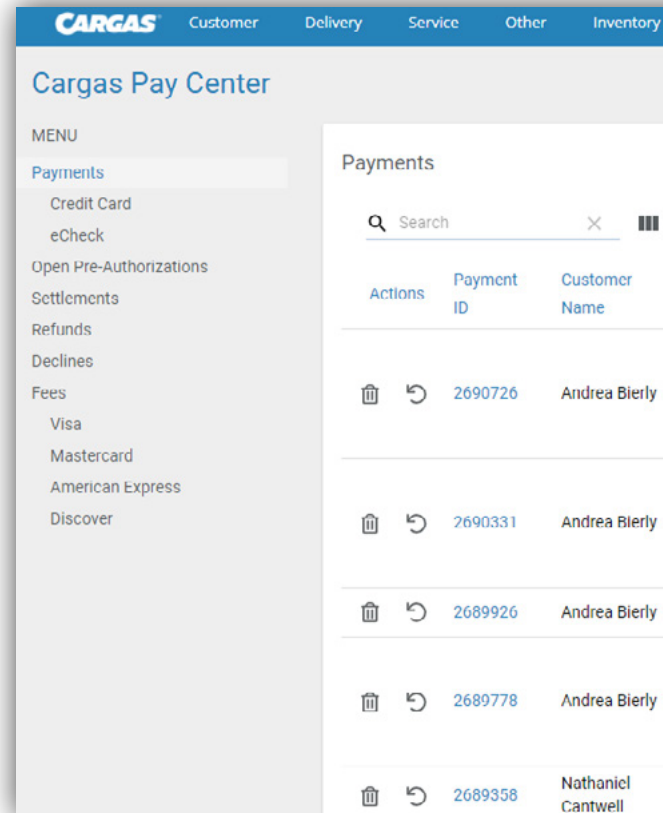 CARGAS Customer Delivery Service Other Inventory
Cargas Pay Center
MENU
Payments
Credit Card
eCheck
Open Pre-Authorizations
Settlements
Refunds
Declines
Fees
Visa
Mastercard
American Express
Discover
Payments
Search
Actions Payment ID Customer Name
2690726 Andrea Bierly
2690331 Andrea Bierly
2689926 Andrea Bierly
2689778 Andrea Bierly
2689358 Nathaniel Cantwell